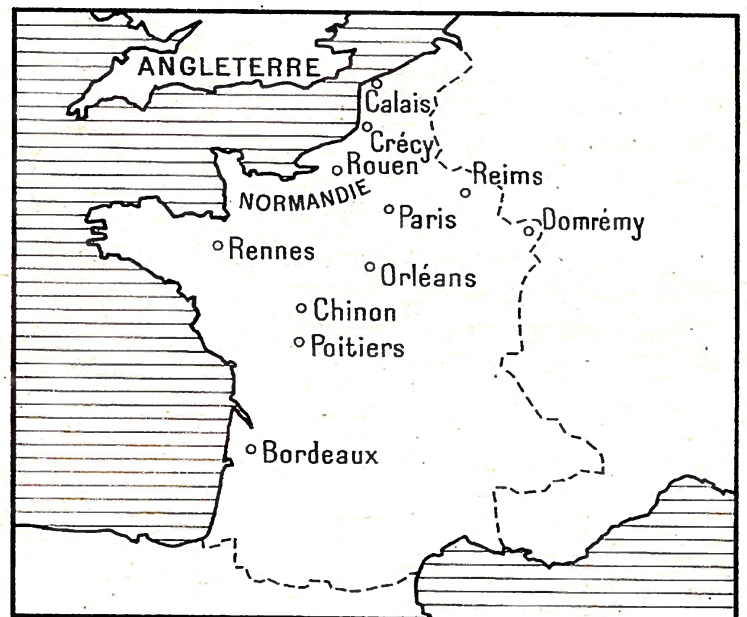 ANGLETERRE
Calais
Crécy
Rouen
Reims
NORMANDIE
Paris
Domrémy
Rennes
Orléans
Chinon
Poitiers
Bordeaux